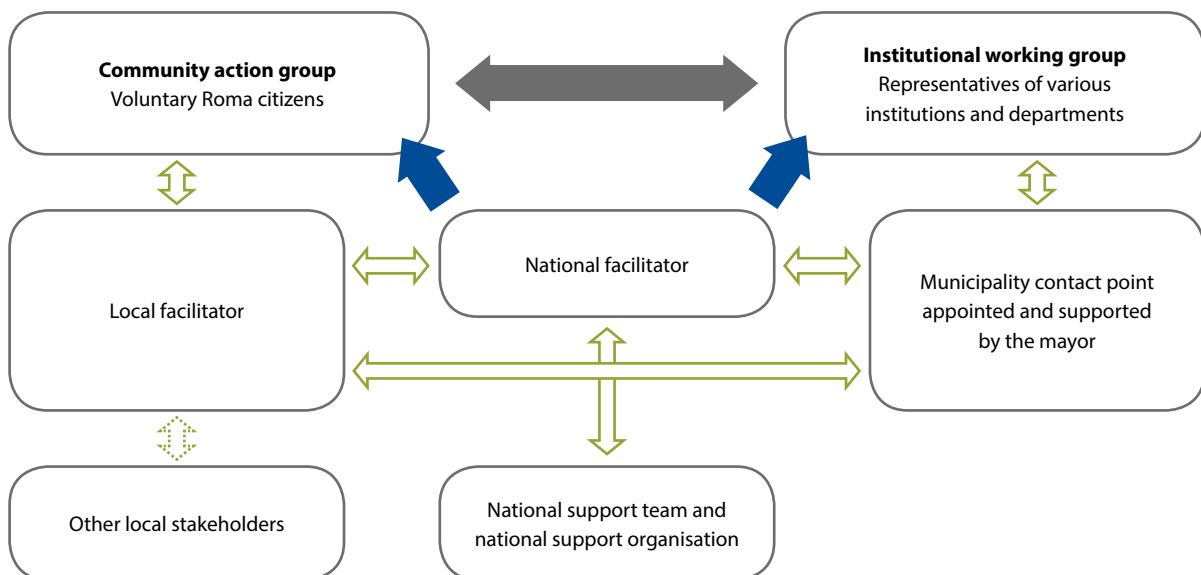 Community action group
Voluntary Roma citizens
Institutional working group
Representatives of various
institutions and departments
Local facilitator
National facilitator
Municipality contact point
appointed and supported
by the mayor
Other local stakeholders
National support team and
national support organisation